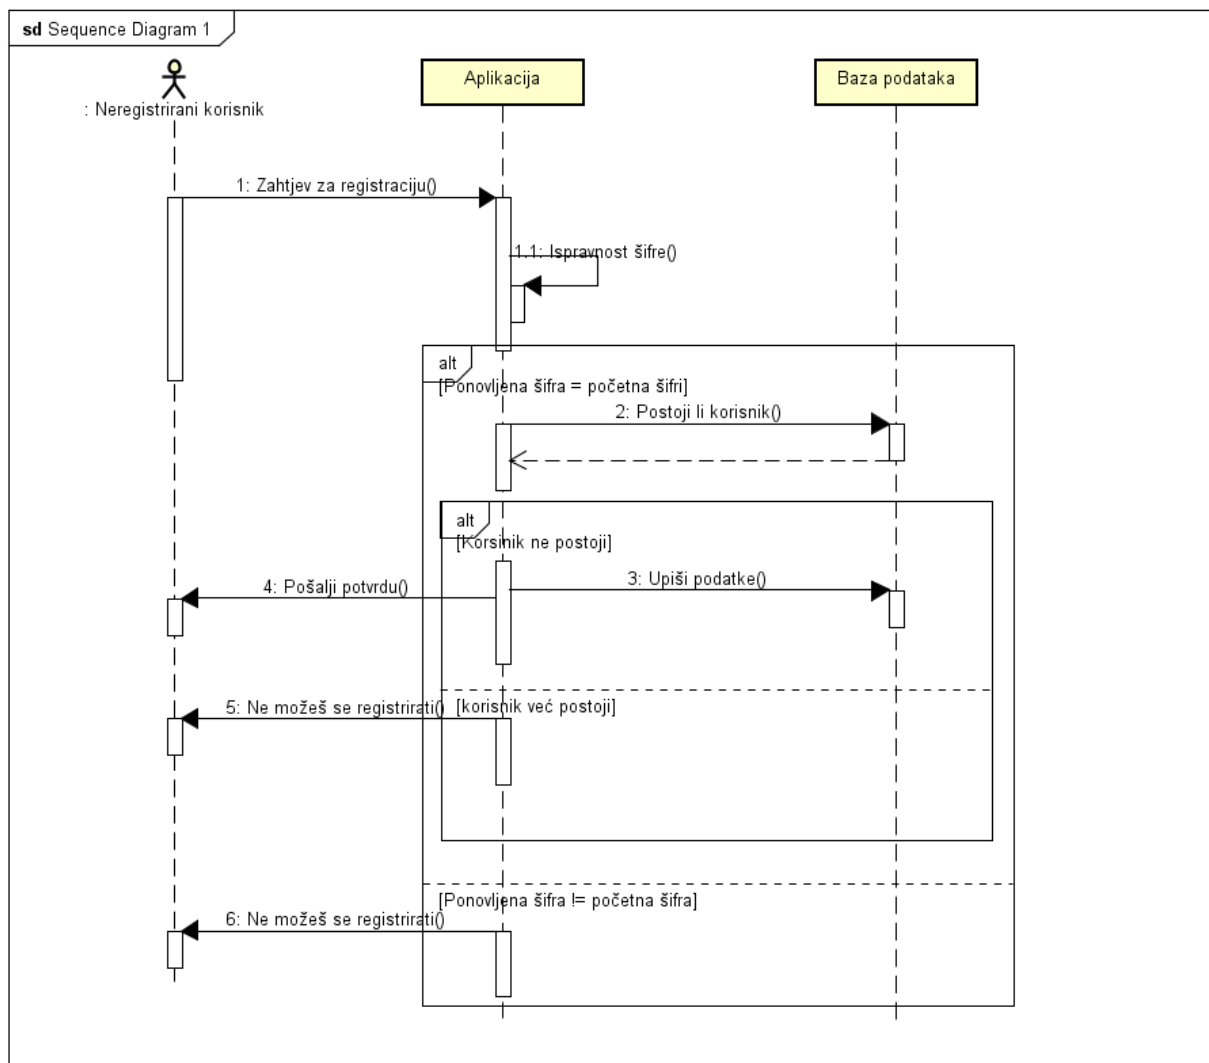 sd Sequence Diagram 1
: Neregistrirani korisnik
Aplikacija
Baza podataka
1: Zahtjev za registraciju()
1.1: Ispravnost šifre()
alt
[Ponovljena šifra = početna šifri]
2: Postoji li korisnik()
alt
[Korsinik ne postoji]
3: Upiši podatke()
4: Pošalji potvrdu()
5: Ne možeš se registrirati()
[korisnik već postoji]
[Ponovljena šifra != početna šifra]
6: Ne možeš se registrirati()